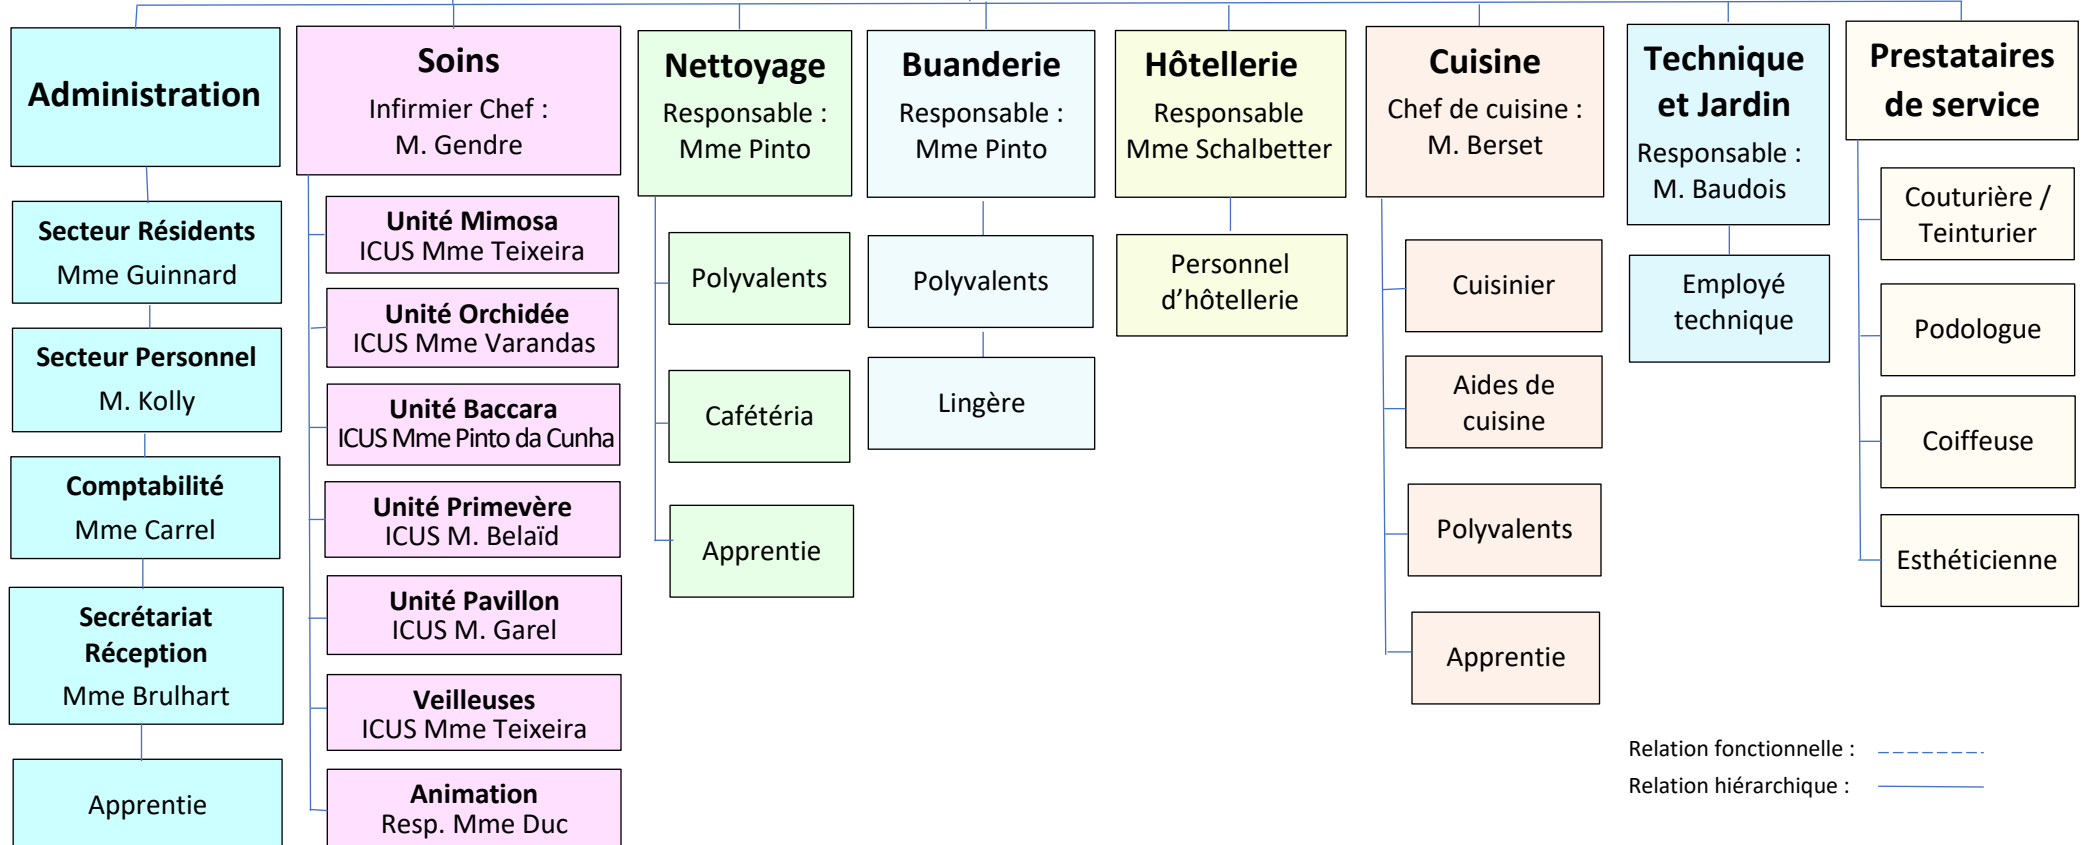 Administration
Secteur Résidents
Mme Guinnard
Secteur Personnel
M. Kolly
Comptabilité
Mme Carrel
Secrétariat
Réception
Mme Brulhart
Apprentie
Soins
Infirmier Chef :
M. Gendre
Unité Mimosa
ICUS Mme Teixeira
Unité Orchidée
ICUS Mme Varandas
Unité Baccara
ICUS Mme Pinto da Cunha
Unité Primevère
ICUS M. Belaïd
Unité Pavillon
ICUS M. Garel
Veilleuses
ICUS Mme Teixeira
Animation
Resp. Mme Duc
Nettoyage
Responsable :
Mme Pinto
Polyvalents
Cafétéria
Apprentie
Buanderie
Responsable :
Mme Pinto
Polyvalents
Lingère
Hôtellerie
Responsable
Mme Schalbetter
Personnel
d’hôtellerie
Cuisine
Chef de cuisine :
M. Berset
Cuisinier
Aides de
cuisine
Polyvalents
Apprentie
Technique
et Jardin
Responsable :
M. Baudois
Employé
technique
Prestataires
de service
Couturière /
Teinturier
Podologue
Coiffeuse
Esthéticienne
Relation fonctionnelle :
Relation hiérarchique :